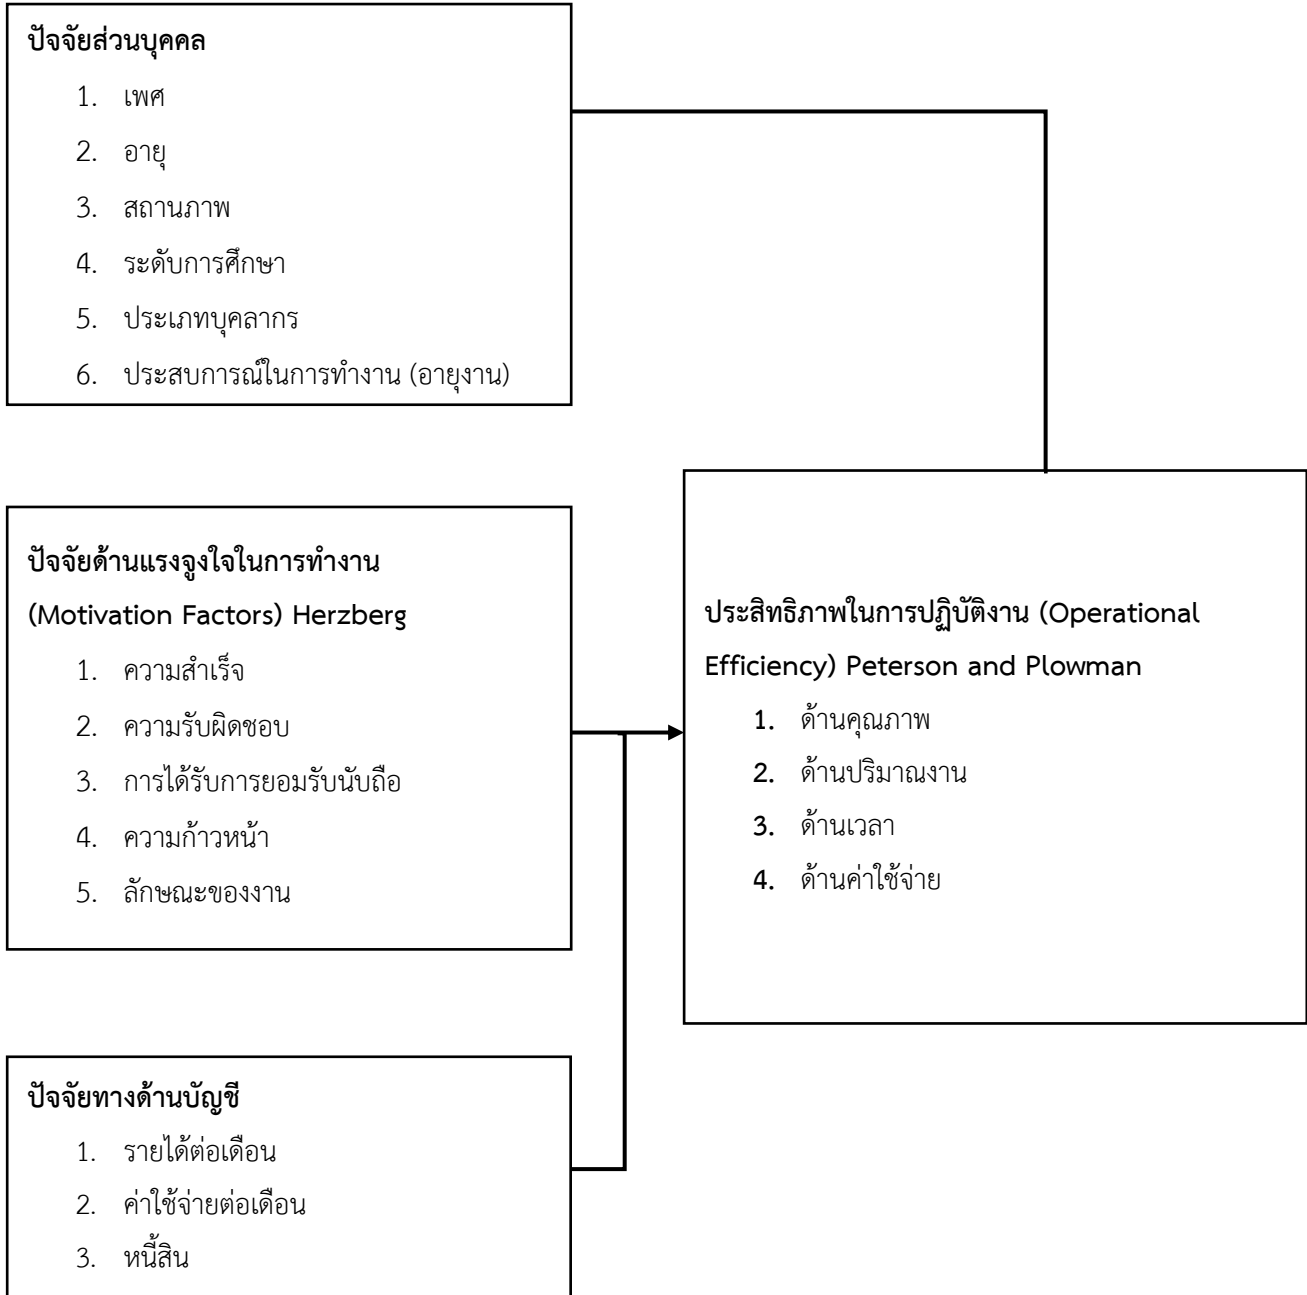 ปัจจัยส่วนบุคคล
1. เพศ
2. อายุ
3. สถานภาพ
4. ระดับการศึกษา
5. ประเภทบุคลากร
6. ประสบการณ์ในการทำงาน (อายุงาน)
ปัจจัยด้านแรงจูงใจในการทำงาน
(Motivation Factors) Herzberg
1. ความสำเร็จ
2. ความรับผิดชอบ
3. การได้รับการยอมรับนับถือ
4. ความก้าวหน้า
5. ลักษณะของงาน
ประสิทธิภาพในการปฏิบัติงาน (Operational
Efficiency) Peterson and Plowman
1. ด้านคุณภาพ
2. ด้านปริมาณงาน
3. ด้านเวลา
4. ด้านค่าใช้จ่าย
ปัจจัยทางด้านบัญชี
1. รายได้ต่อเดือน
2. ค่าใช้จ่ายต่อเดือน
3. หนี้สิน